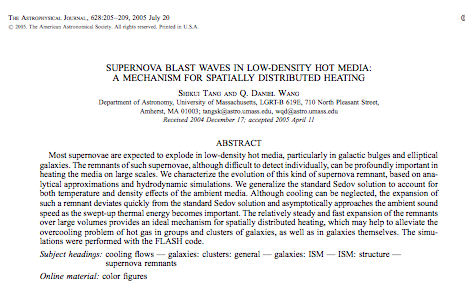 The Astrophysical Journal, 628:205–209, 2005 July 20
© 2005. The American Astronomical Society. All rights reserved. Printed in U.S.A.
SUPERNOVA BLAST WAVES IN LOW-DENSITY HOT MEDIA:
A MECHANISM FOR SPATIALLY DISTRIBUTED HEATING
Shikui Tang and Q. Daniel Wang
Department of Astronomy, University of Massachusetts, LGRT-B 619E, 710 North Pleasant Street,
Amherst, MA 01003; tangsk@astro.umass.edu, wqd@astro.umass.edu
Received 2004 December 17; accepted 2005 April 11
ABSTRACT
Most supernovae are expected to explode in low-density hot media, particularly in galactic bulges and elliptical
galaxies. The remnants of such supernovae, although difficult to detect individually, can be profoundly important in
heating the media on large scales. We characterize the evolution of this kind of supernova remnant, based on ana-
lytical approximations and hydrodynamic simulations. We generalize the standard Sedov solution to account for
both temperature and density effects of the ambient media. Although cooling can be neglected, the expansion of
such a remnant deviates quickly from the standard Sedov solution and asymptotically approaches the ambient sound
speed as the swept-up thermal energy becomes important. The relatively steady and fast expansion of the remnants
over large volumes provides an ideal mechanism for spatially distributed heating, which may help to alleviate the
overcooling problem of hot gas in groups and clusters of galaxies, as well as in galaxies themselves. The simu-
lations were performed with the FLASH code.
Subject headings: cooling flows — galaxies: clusters: general — galaxies: ISM — ISM: structure —
supernova remnants
Online material: color figures